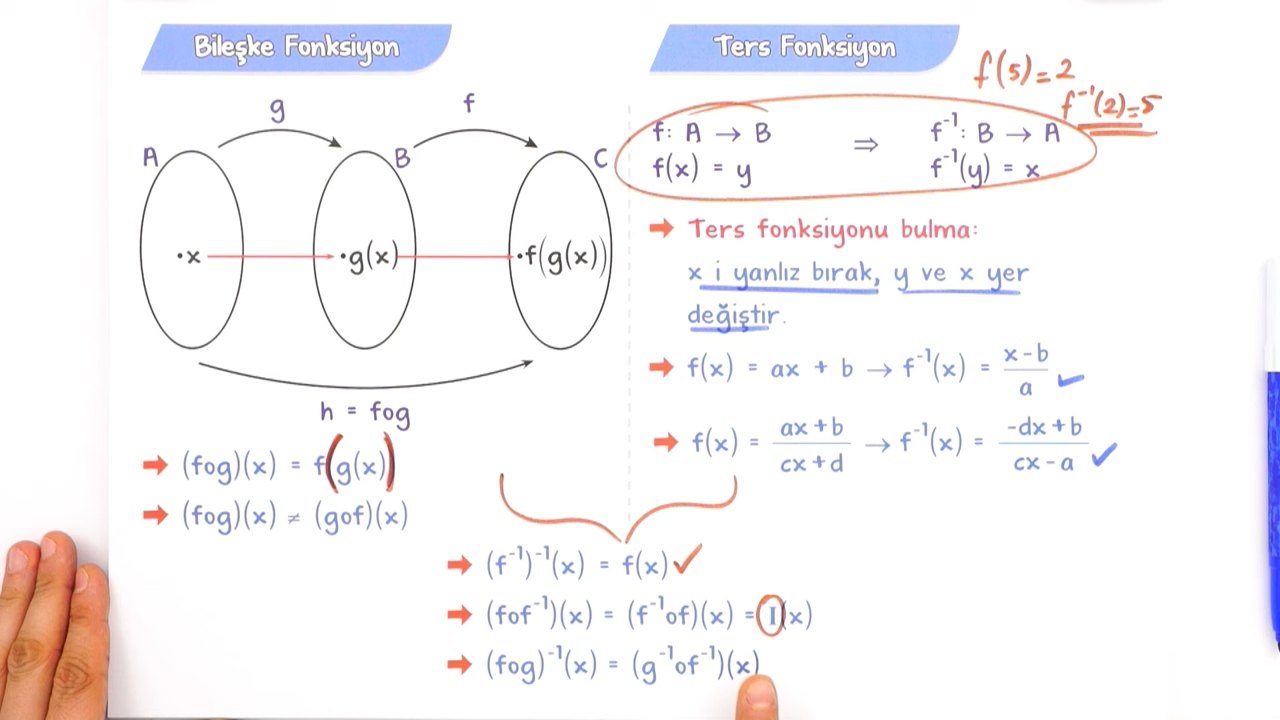 Bileşke Fonksiyon
g
f
A
B
C
·x
·g(x)
·f(g(x))
h = fog
➡ (fog)(x) = f(g(x))
➡ (fog)(x) ≠ (gof)(x)
Ters Fonksiyon
f(5)=2
f⁻¹(2)=5
f: A → B ⇒ f⁻¹: B → A
f(x) = y f⁻¹(y) = x
➡ Ters fonksiyonu bulma:
x i yanlız bırak, y ve x yer
değiştir.
➡ f(x) = ax + b → f⁻¹(x) = (x-b)/a
➡ f(x) = (ax+b)/(cx+d) → f⁻¹(x) = (-dx+b)/(cx-a)
➡ (f⁻¹)⁻¹(x) = f(x)
➡ (fof⁻¹)(x) = (f⁻¹of)(x) = I(x)
➡ (fog)⁻¹(x) = (g⁻¹of⁻¹)(x)